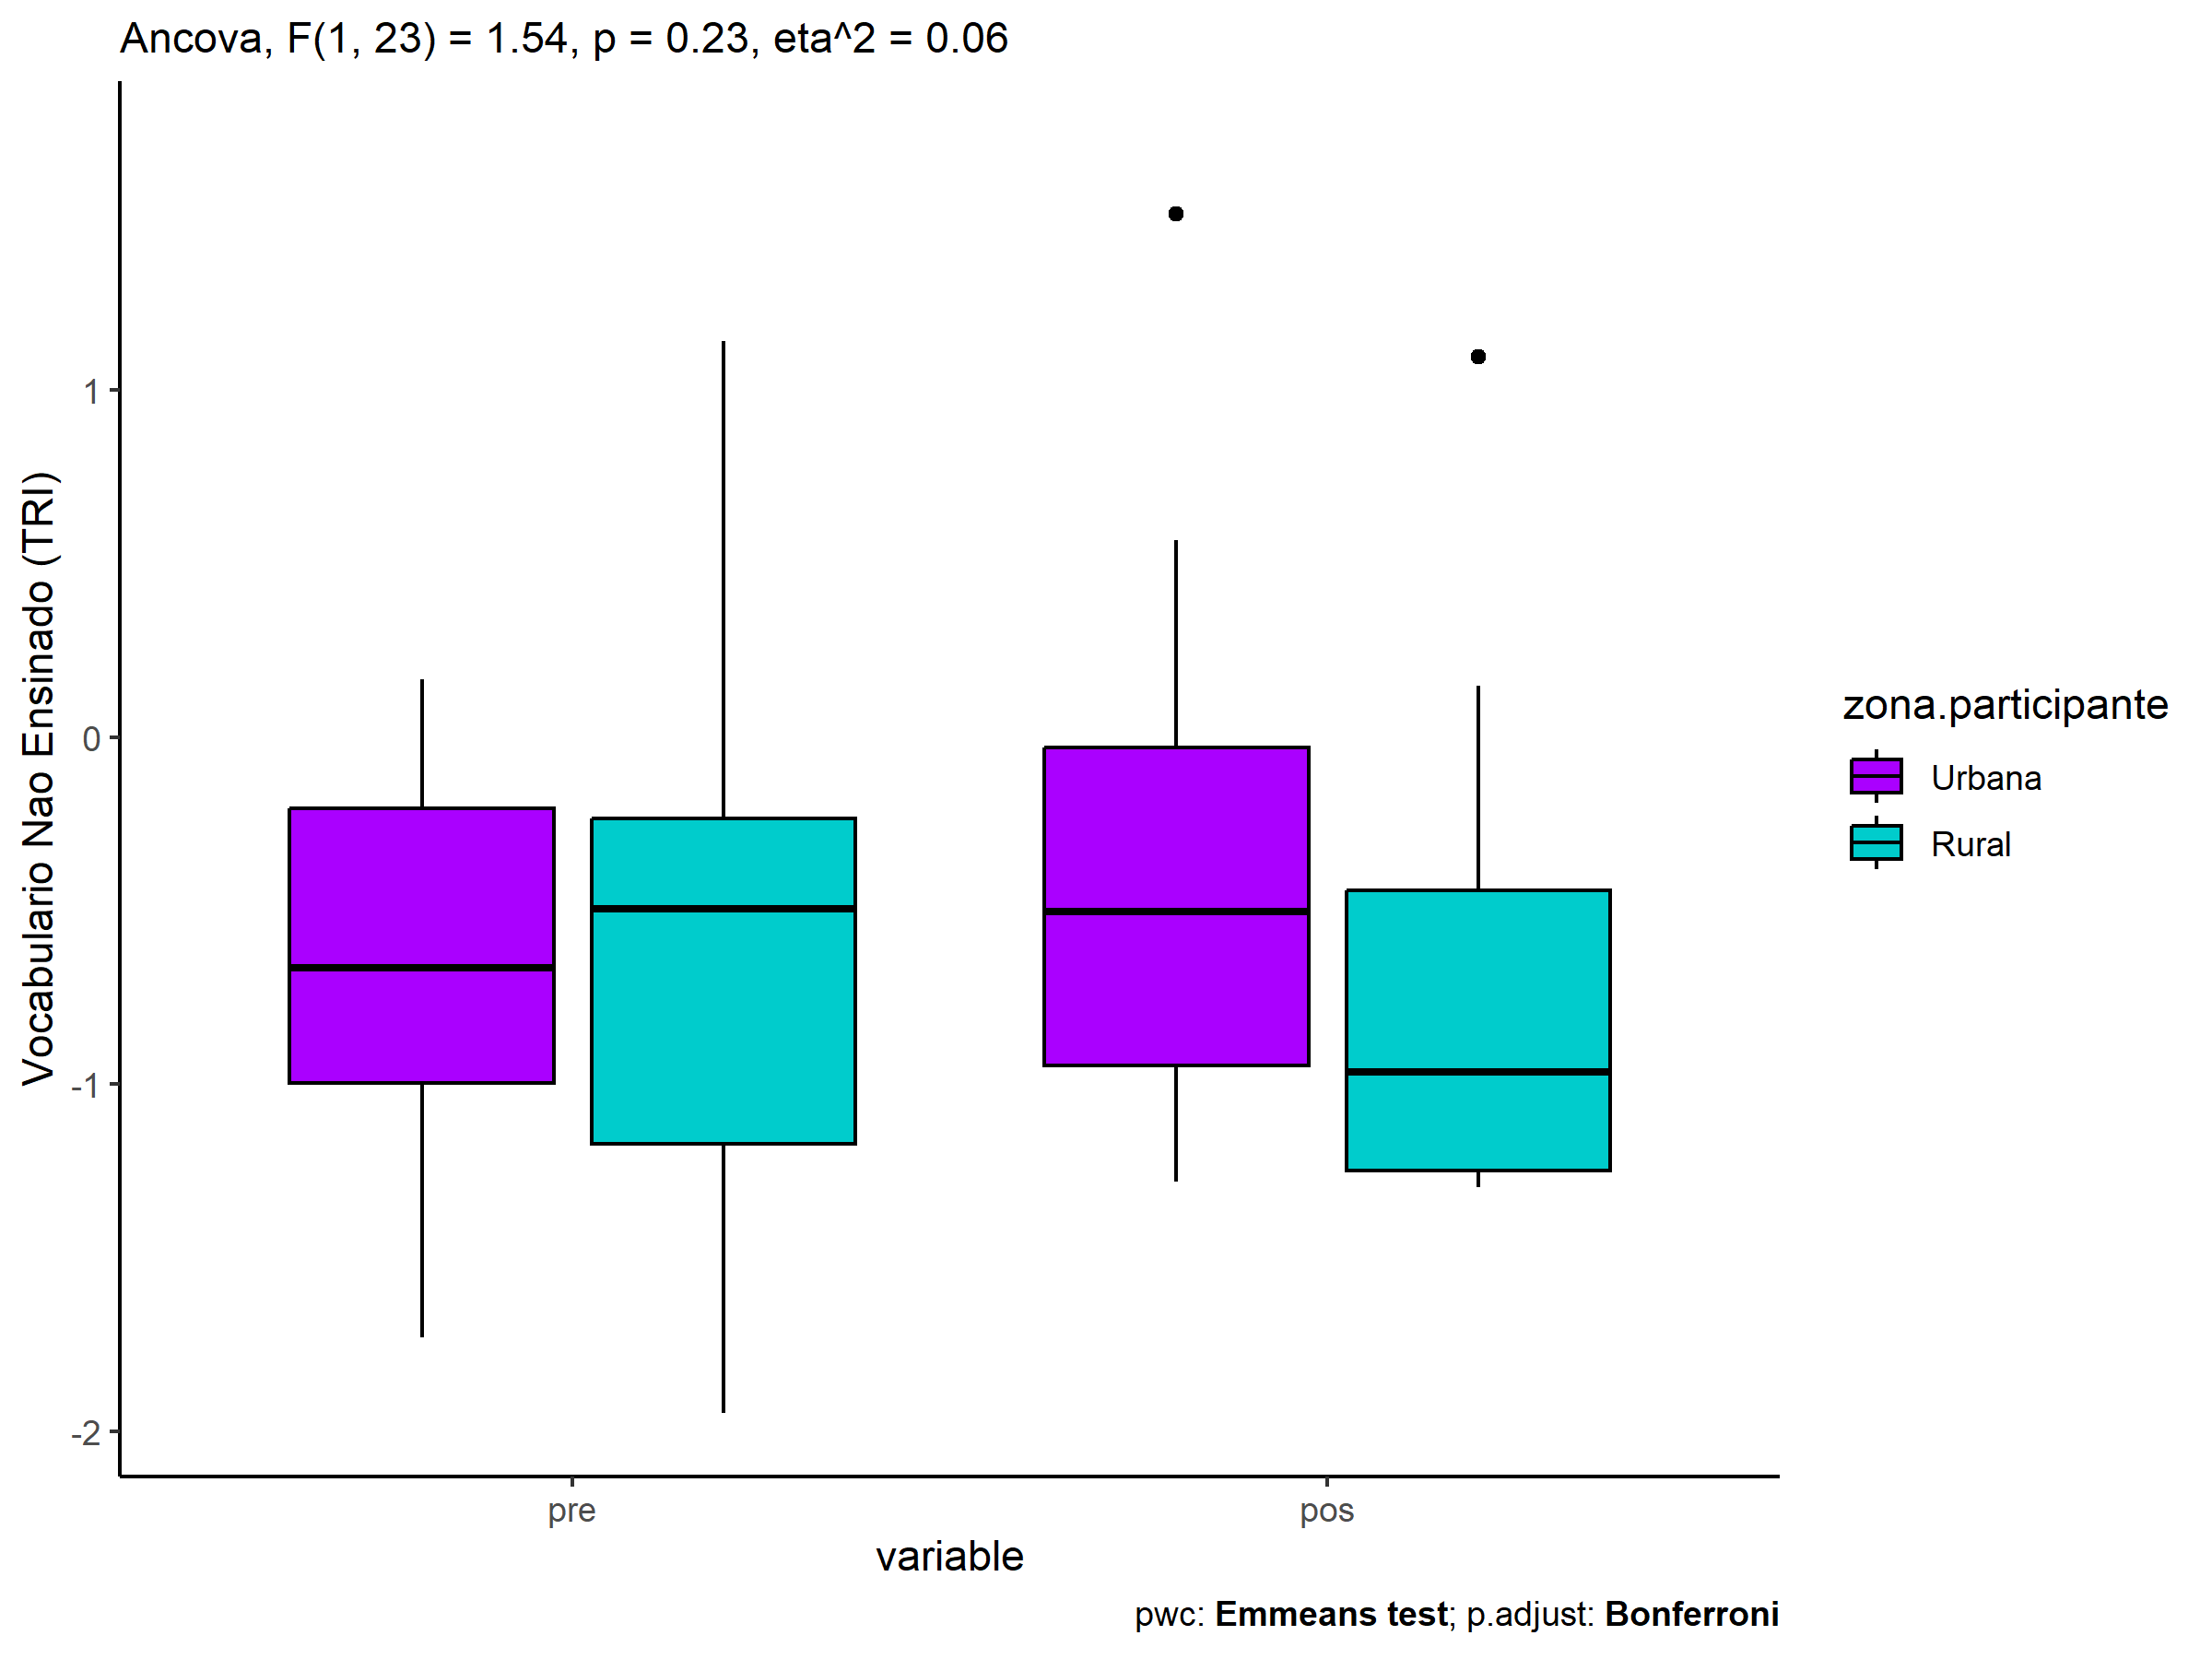 Ancova, F(1, 23) = 1.54, p = 0.23, eta^2 = 0.06
Vocabulario Nao Ensinado (TRI)
1
0
-1
-2
pre
pos
variable
zona.participante
Urbana
Rural
pwc: Emmeans test; p.adjust: Bonferroni